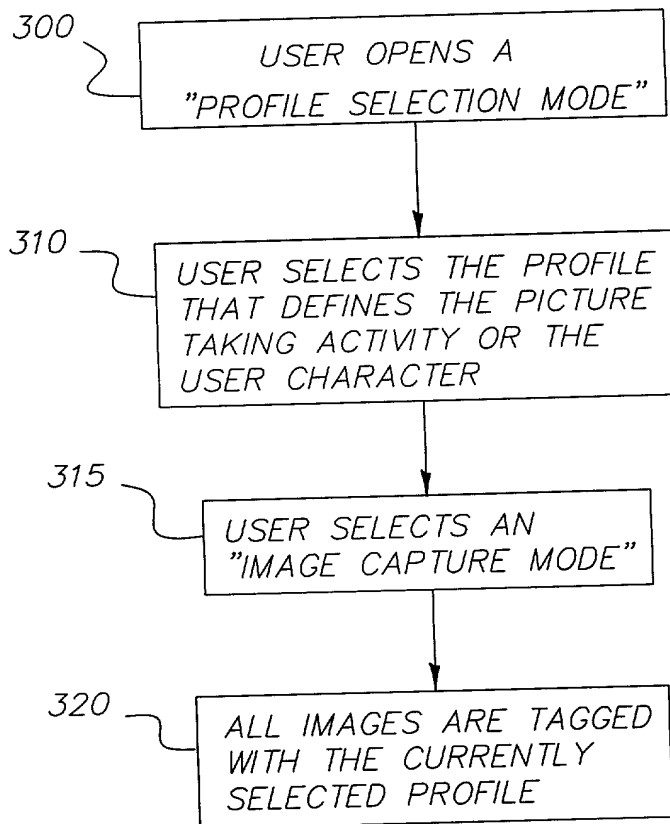 300
USER OPENS A
"PROFILE SELECTION MODE"
310
USER SELECTS THE PROFILE
THAT DEFINES THE PICTURE
TAKING ACTIVITY OR THE
USER CHARACTER
315
USER SELECTS AN
"IMAGE CAPTURE MODE"
320
ALL IMAGES ARE TAGGED
WITH THE CURRENTLY
SELECTED PROFILE